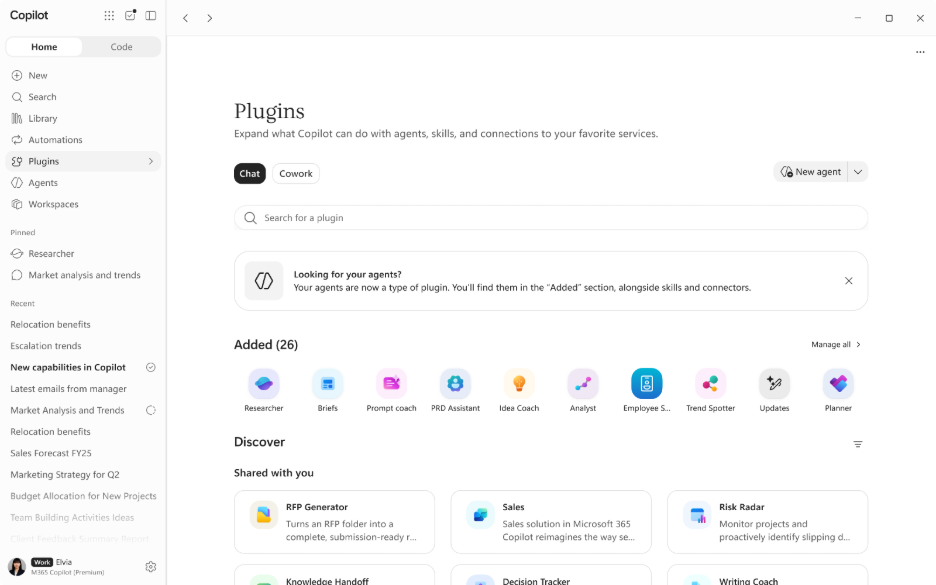 Copilot
Home
Code
New
Search
Library
Automations
Plugins
Agents
Workspaces
Pinned
Researcher
Market analysis and trends
Recent
Relocation benefits
Escalation trends
New capabilities in Copilot
Latest emails from manager
Market Analysis and Trends
Relocation benefits
Sales Forecast FY25
Marketing Strategy for Q2
Budget Allocation for New Projects
Team Building Activities Ideas
Client Feedback Summary Report
Work Elvia
M365 Copilot (Premium)
Plugins
Expand what Copilot can do with agents, skills, and connections to your favorite services.
Chat
Cowork
New agent
Search for a plugin
Looking for your agents?
Your agents are now a type of plugin. You'll find them in the "Added" section, alongside skills and connectors.
Added (26)
Manage all
Researcher
Briefs
Prompt coach
PRD Assistant
Idea Coach
Analyst
Employee S...
Trend Spotter
Updates
Planner
Discover
Shared with you
RFP Generator
Turns an RFP folder into a
complete, submission-ready r...
Sales
Sales solution in Microsoft 365
Copilot reimagines the way se...
Risk Radar
Monitor projects and
proactively identify slipping d...
Knowledge Handoff
Decision Tracker
Writing Coach